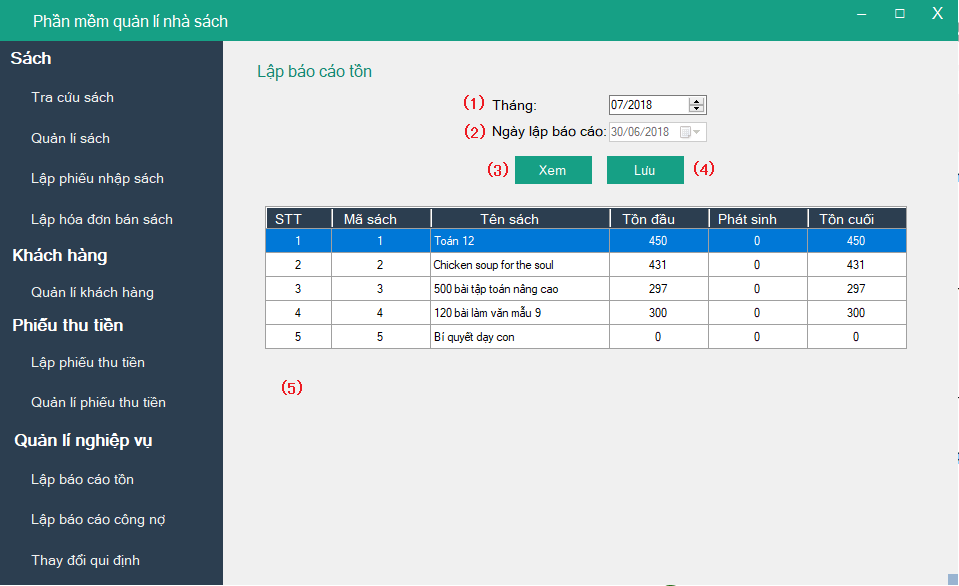 Phần mềm quản lí nhà sách
X
Sách
Tra cứu sách
Quản lí sách
Lập phiếu nhập sách
Lập hóa đơn bán sách
Khách hàng
Quản lí khách hàng
Phiếu thu tiền
Lập phiếu thu tiền
Quản lí phiếu thu tiền
Quản lí nghiệp vụ
Lập báo cáo tồn
Lập báo cáo công nợ
Thay đổi qui định
Lập báo cáo tồn
(1) Tháng: 07/2018
(2) Ngày lập báo cáo: 30/06/2018
(3) Xem Lưu (4)
STT Mã sách Tên sách Tồn đầu Phát sinh Tồn cuối
1 1 Toán 12 450 0 450
2 2 Chicken soup for the soul 431 0 431
3 3 500 bài tập toán nâng cao 297 0 297
4 4 120 bài làm văn mẫu 9 300 0 300
5 5 Bí quyết dạy con 0 0 0
(5)